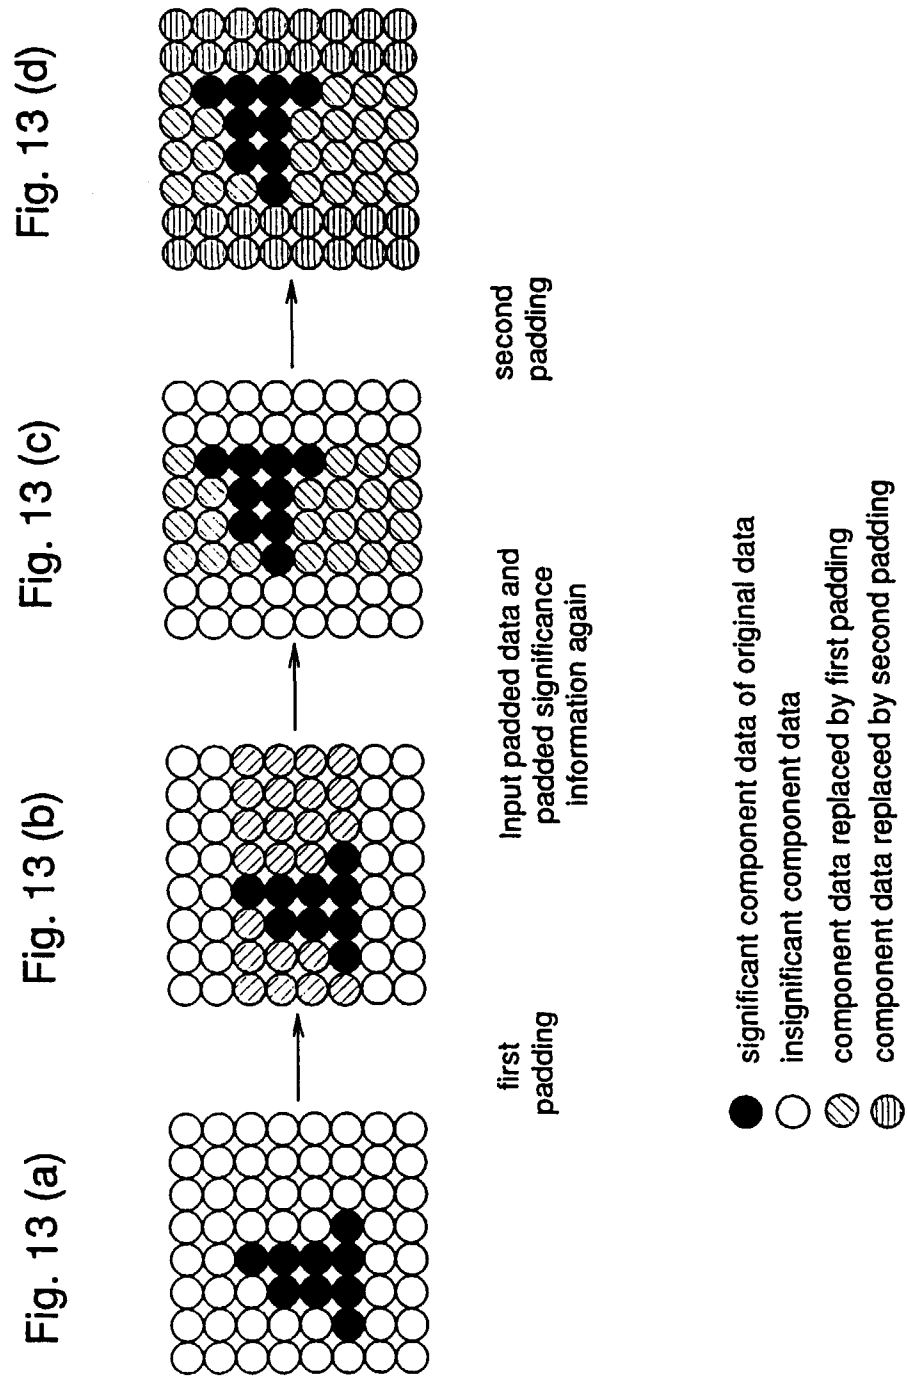 Fig. 13 (a)
Fig. 13 (b)
Fig. 13 (c)
Fig. 13 (d)
first
padding
Input padded data and
padded significance
information again
second
padding
significant component data of original data
insignificant component data
component data replaced by first padding
component data replaced by second padding